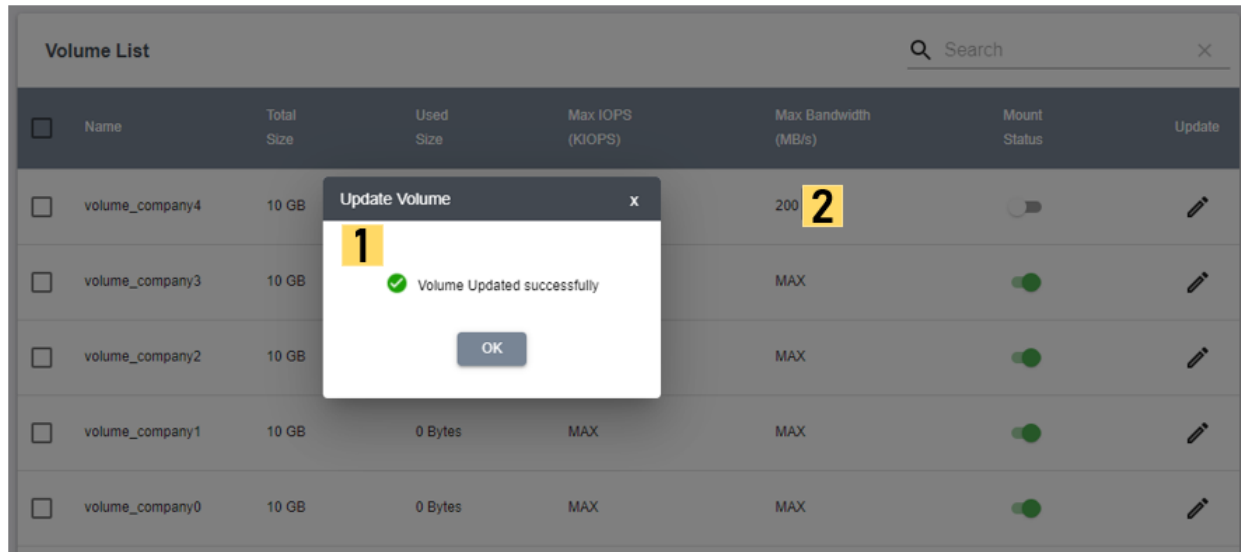 Volume List
Search
Name Total Size Used Size Max IOPS (KIOPS) Max Bandwidth (MB/s) Mount Status Update
volume_company4 10 GB 200 2
Update Volume x
1
Volume Updated successfully
OK
volume_company3 10 GB MAX
volume_company2 10 GB MAX
volume_company1 10 GB 0 Bytes MAX MAX
volume_company0 10 GB 0 Bytes MAX MAX